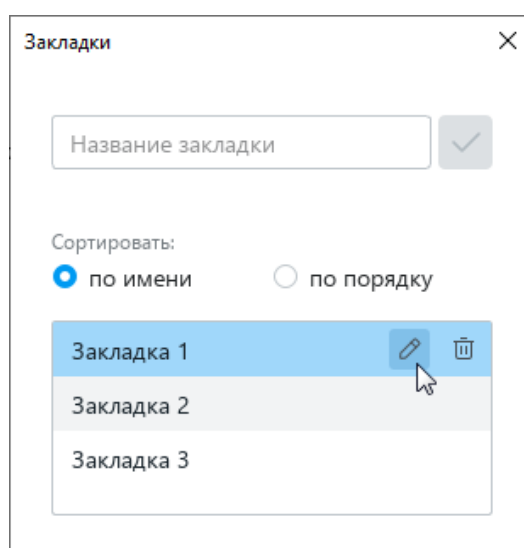 Закладки
Название закладки
Сортировать:
по имени по порядку
Закладка 1
Закладка 2
Закладка 3